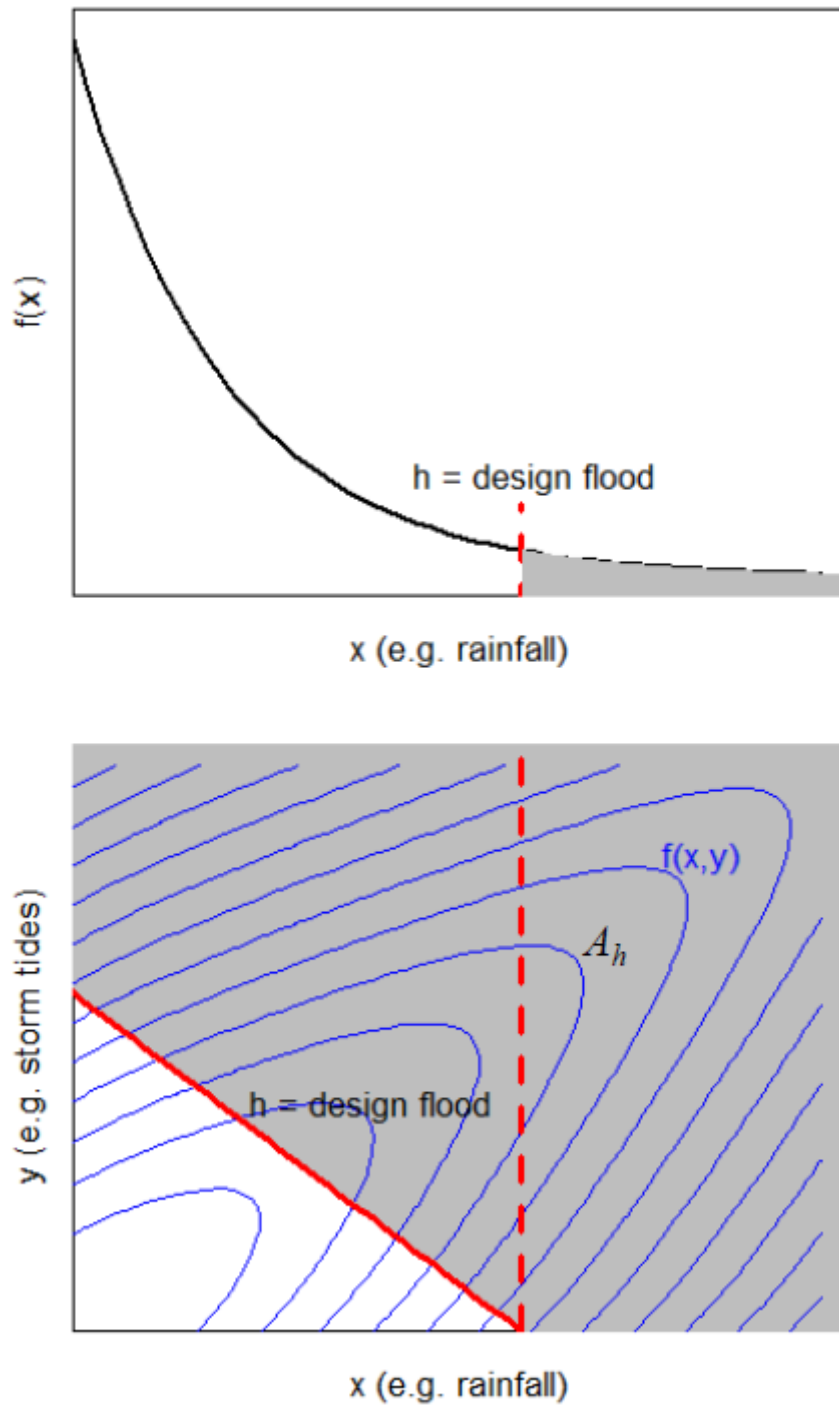 f(x)
h = design flood
x (e.g. rainfall)
y (e.g. storm tides)
f(x,y)
A_h
h = design flood
x (e.g. rainfall)